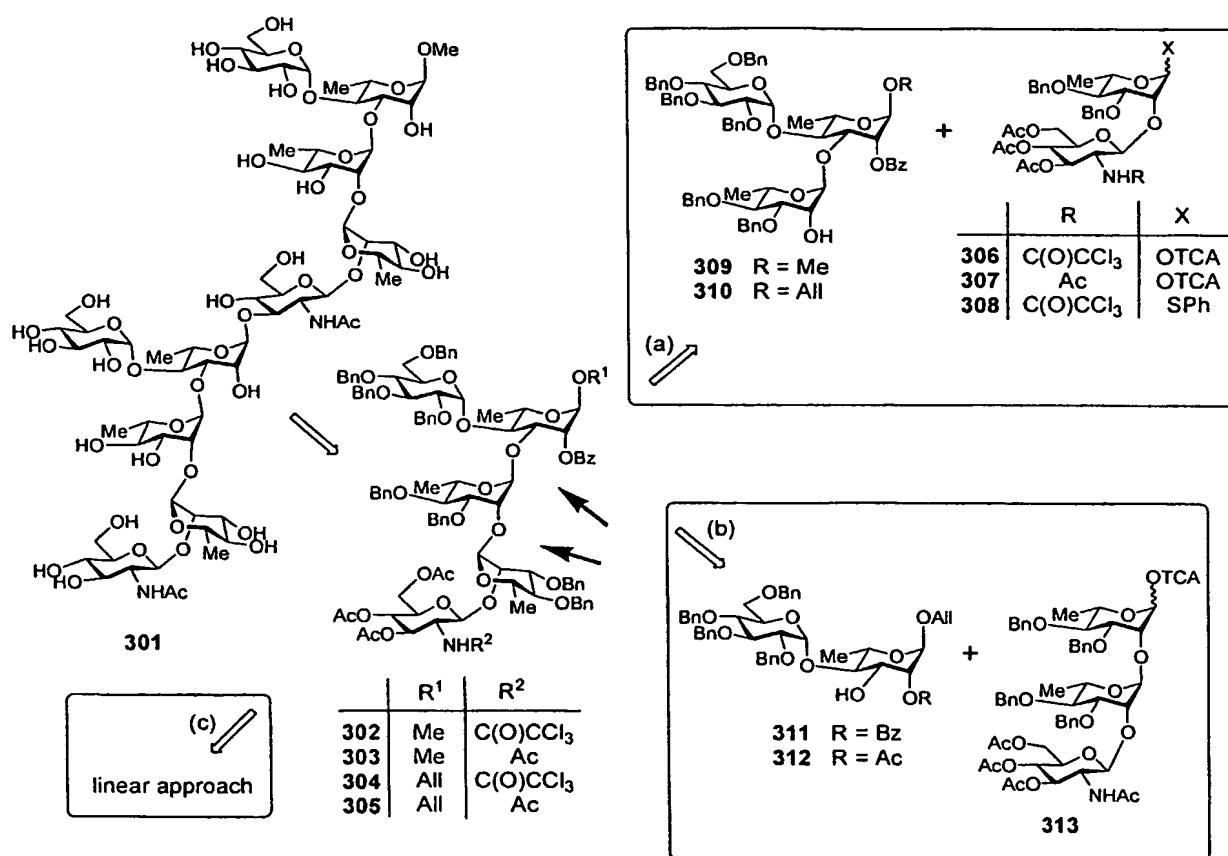 HO
OH
HO
HO
OH
O
O
Me
O
OMe
O
O
OH
Me
O
HO
OH
O
O
OH
OH
Me
OH
O
HO
O
NHAc
OH
HO
HO
HO
OH
O
O
Me
O
O
O
OH
Me
O
HO
HO
O
O
OH
OH
Me
OH
HO
HO
O
O
NHAc
301
(c)
linear approach
OBn
BnO
BnO
BnO
O
O
Me
O
OR¹
O
OBz
Me
O
BnO
BnO
O
O
OBn
OBn
Me
OAc
AcO
AcO
O
O
NHR²
R¹ R²
302 Me C(O)CCl₃
303 Me Ac
304 All C(O)CCl₃
305 All Ac
(a)
OBn
BnO
BnO
BnO
O
O
Me
O
OR
O
OBz
Me
O
BnO
BnO
OH
309 R = Me
310 R = All
+
X
Me
O
BnO
BnO
O
AcO
AcO
AcO
O
NHR
R X
306 C(O)CCl₃ OTCA
307 Ac OTCA
308 C(O)CCl₃ SPh
(b)
OBn
BnO
BnO
BnO
O
O
Me
O
OAll
HO
OR
311 R = Bz
312 R = Ac
+
OTCA
Me
O
BnO
BnO
O
Me
O
BnO
BnO
O
AcO
AcO
AcO
O
NHAc
313